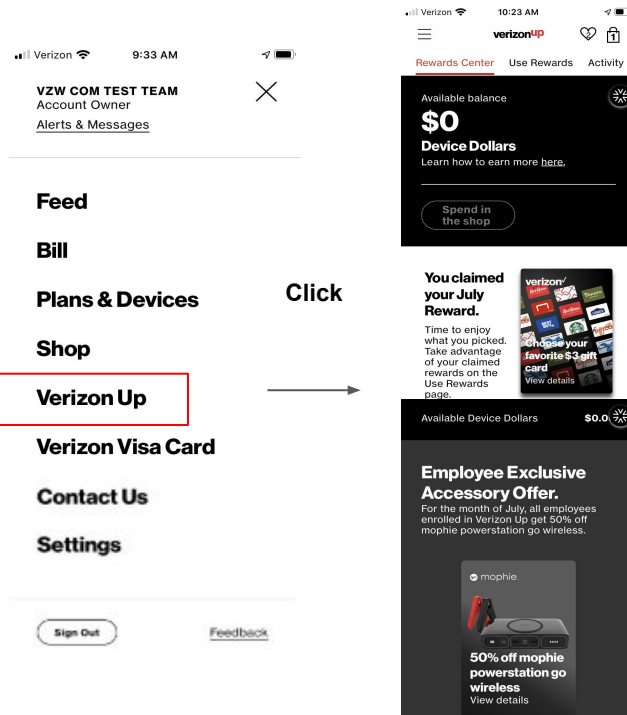 Verizon 9:33 AM
VZW COM TEST TEAM
Account Owner
Alerts & Messages
Feed
Bill
Plans & Devices
Shop
Verizon Up
Verizon Visa Card
Contact Us
Settings
Sign Out
Feedback
Click
Verizon 10:23 AM
verizonup
1
Rewards Center Use Rewards Activity
Available balance
$0
Device Dollars
Learn how to earn more here.
Spend in
the shop
You claimed
your July
Reward.
Time to enjoy
what you picked.
Take advantage
of your claimed
rewards on the
Use Rewards
page.
verizon✓
Choose your
favorite $3 gift
card
View details
Available Device Dollars $0.0
Employee Exclusive
Accessory Offer.
For the month of July, all employees
enrolled in Verizon Up get 50% off
mophie powerstation go wireless.
mophie.
50% off mophie
powerstation go
wireless
View details